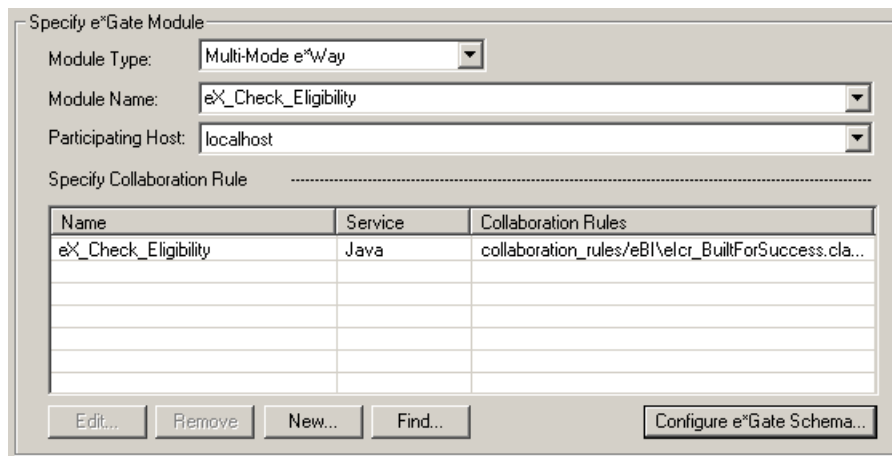 Specify e*Gate Module
Module Type: Multi-Mode e*Way
Module Name: eX_Check_Eligibility
Participating Host: localhost
Specify Collaboration Rule
Name Service Collaboration Rules
eX_Check_Eligibility Java collaboration_rules/eBI\eIcr_BuiltForSuccess.cla...
Edit... Remove New... Find... Configure e*Gate Schema...